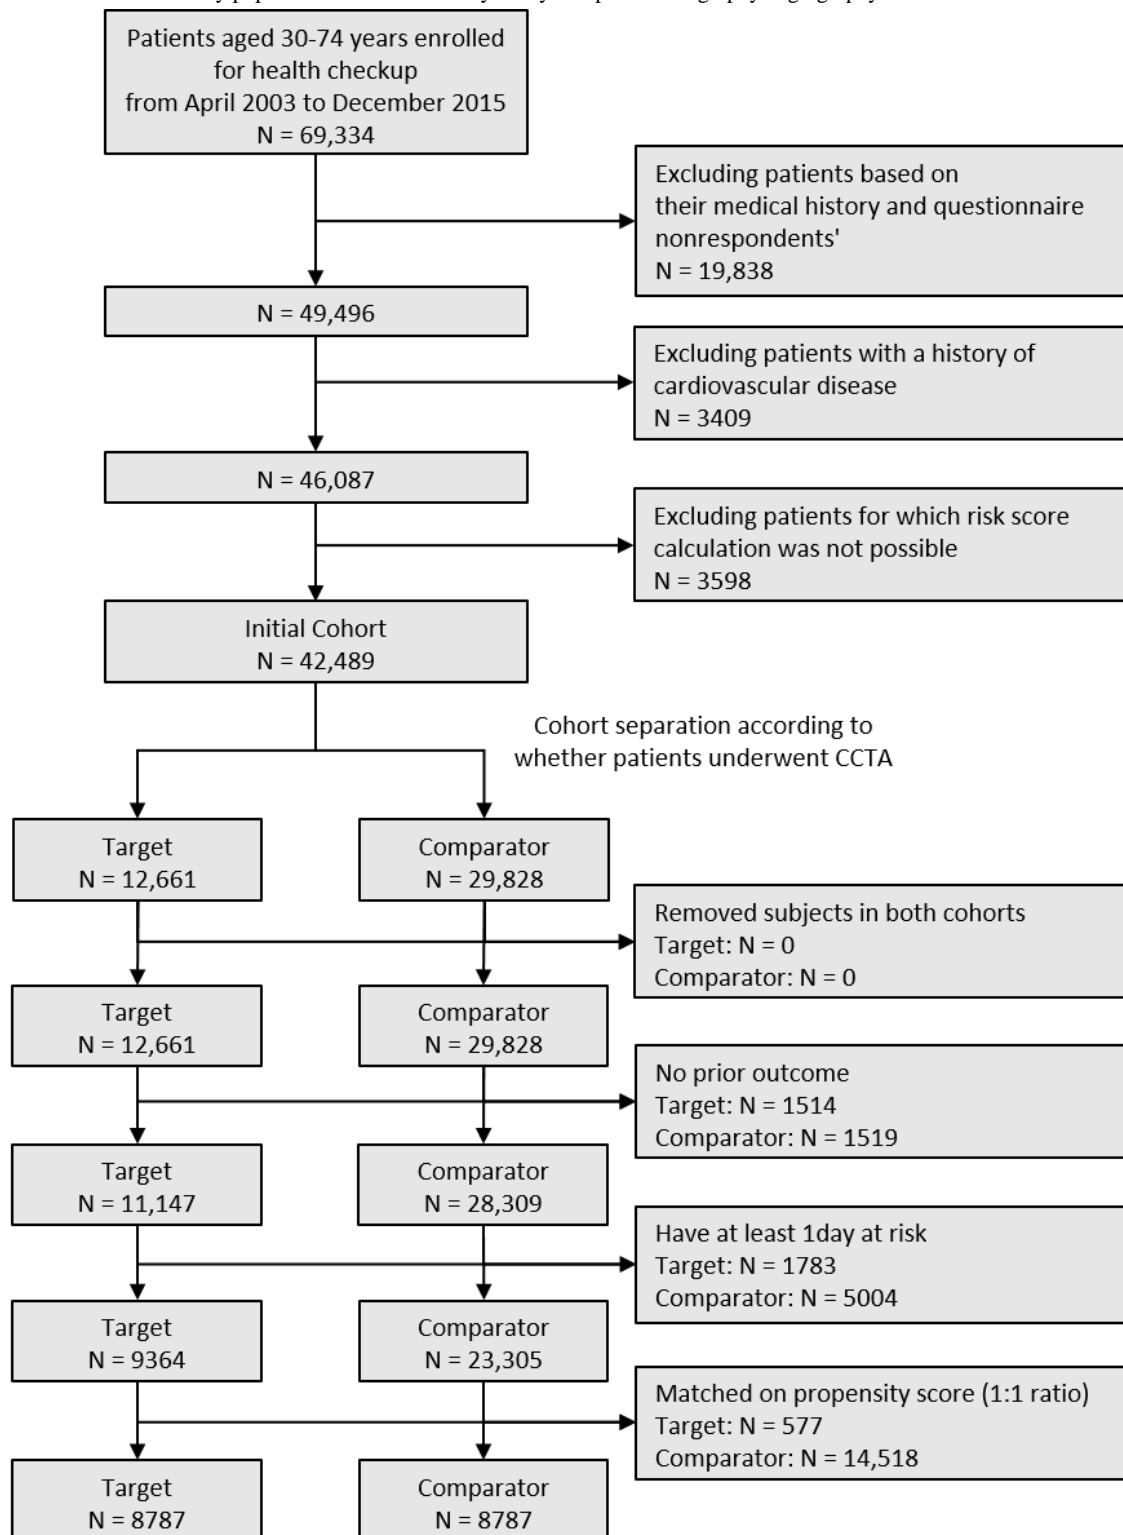 Patients aged 30-74 years enrolled
for health checkup
from April 2003 to December 2015
N = 69,334
Excluding patients based on
their medical history and questionnaire
nonrespondents'
N = 19,838
N = 49,496
Excluding patients with a history of
cardiovascular disease
N = 3409
N = 46,087
Excluding patients for which risk score
calculation was not possible
N = 3598
Initial Cohort
N = 42,489
Cohort separation according to
whether patients underwent CCTA
Target
N = 12,661
Comparator
N = 29,828
Removed subjects in both cohorts
Target: N = 0
Comparator: N = 0
Target
N = 12,661
Comparator
N = 29,828
No prior outcome
Target: N = 1514
Comparator: N = 1519
Target
N = 11,147
Comparator
N = 28,309
Have at least 1day at risk
Target: N = 1783
Comparator: N = 5004
Target
N = 9364
Comparator
N = 23,305
Matched on propensity score (1:1 ratio)
Target: N = 577
Comparator: N = 14,518
Target
N = 8787
Comparator
N = 8787